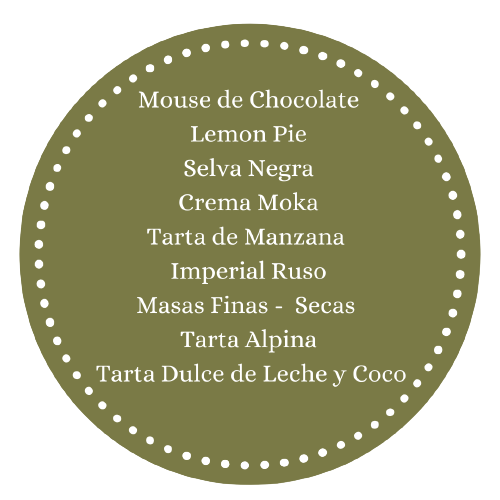 Mouse de Chocolate
Lemon Pie
Selva Negra
Crema Moka
Tarta de Manzana
Imperial Ruso
Masas Finas -  Secas
Tarta Alpina
Tarta Dulce de Leche y Coco